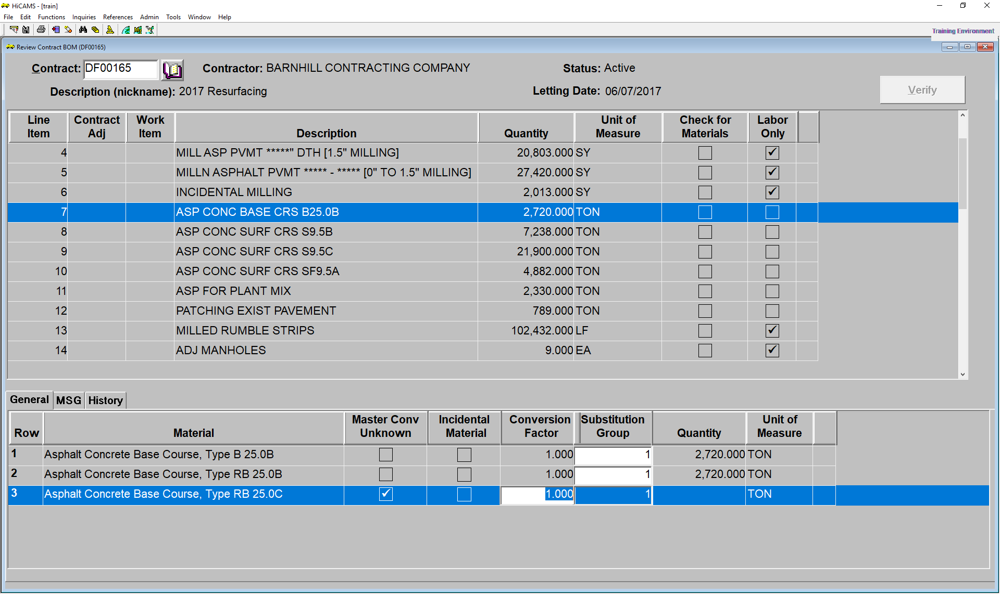 HiCAMS - [train]
File Edit Functions Inquiries References Admin Tools Window Help
Training Environment
Review Contract BOM (DF00165)
Contract: DF00165 Contractor: BARNHILL CONTRACTING COMPANY Status: Active
Description (nickname): 2017 Resurfacing Letting Date: 06/07/2017
Verify
Line Item Contract Adj Work Item Description Quantity Unit of Measure Check for Materials Labor Only
4 MILL ASP PVMT *****" DTH [1.5" MILLING] 20,803.000 SY
5 MILLN ASPHALT PVMT ***** - ***** [0" TO 1.5" MILLING] 27,420.000 SY
6 INCIDENTAL MILLING 2,013.000 SY
7 ASP CONC BASE CRS B25.0B 2,720.000 TON
8 ASP CONC SURF CRS S9.5B 7,238.000 TON
9 ASP CONC SURF CRS S9.5C 21,900.000 TON
10 ASP CONC SURF CRS SF9.5A 4,882.000 TON
11 ASP FOR PLANT MIX 2,330.000 TON
12 PATCHING EXIST PAVEMENT 789.000 TON
13 MILLED RUMBLE STRIPS 102,432.000 LF
14 ADJ MANHOLES 9.000 EA
General MSG History
Row Material Master Conv Unknown Incidental Material Conversion Factor Substitution Group Quantity Unit of Measure
1 Asphalt Concrete Base Course, Type B 25.0B 1.000 1 2,720.000 TON
2 Asphalt Concrete Base Course, Type RB 25.0B 1.000 1 2,720.000 TON
3 Asphalt Concrete Base Course, Type RB 25.0C 1.000 1 TON